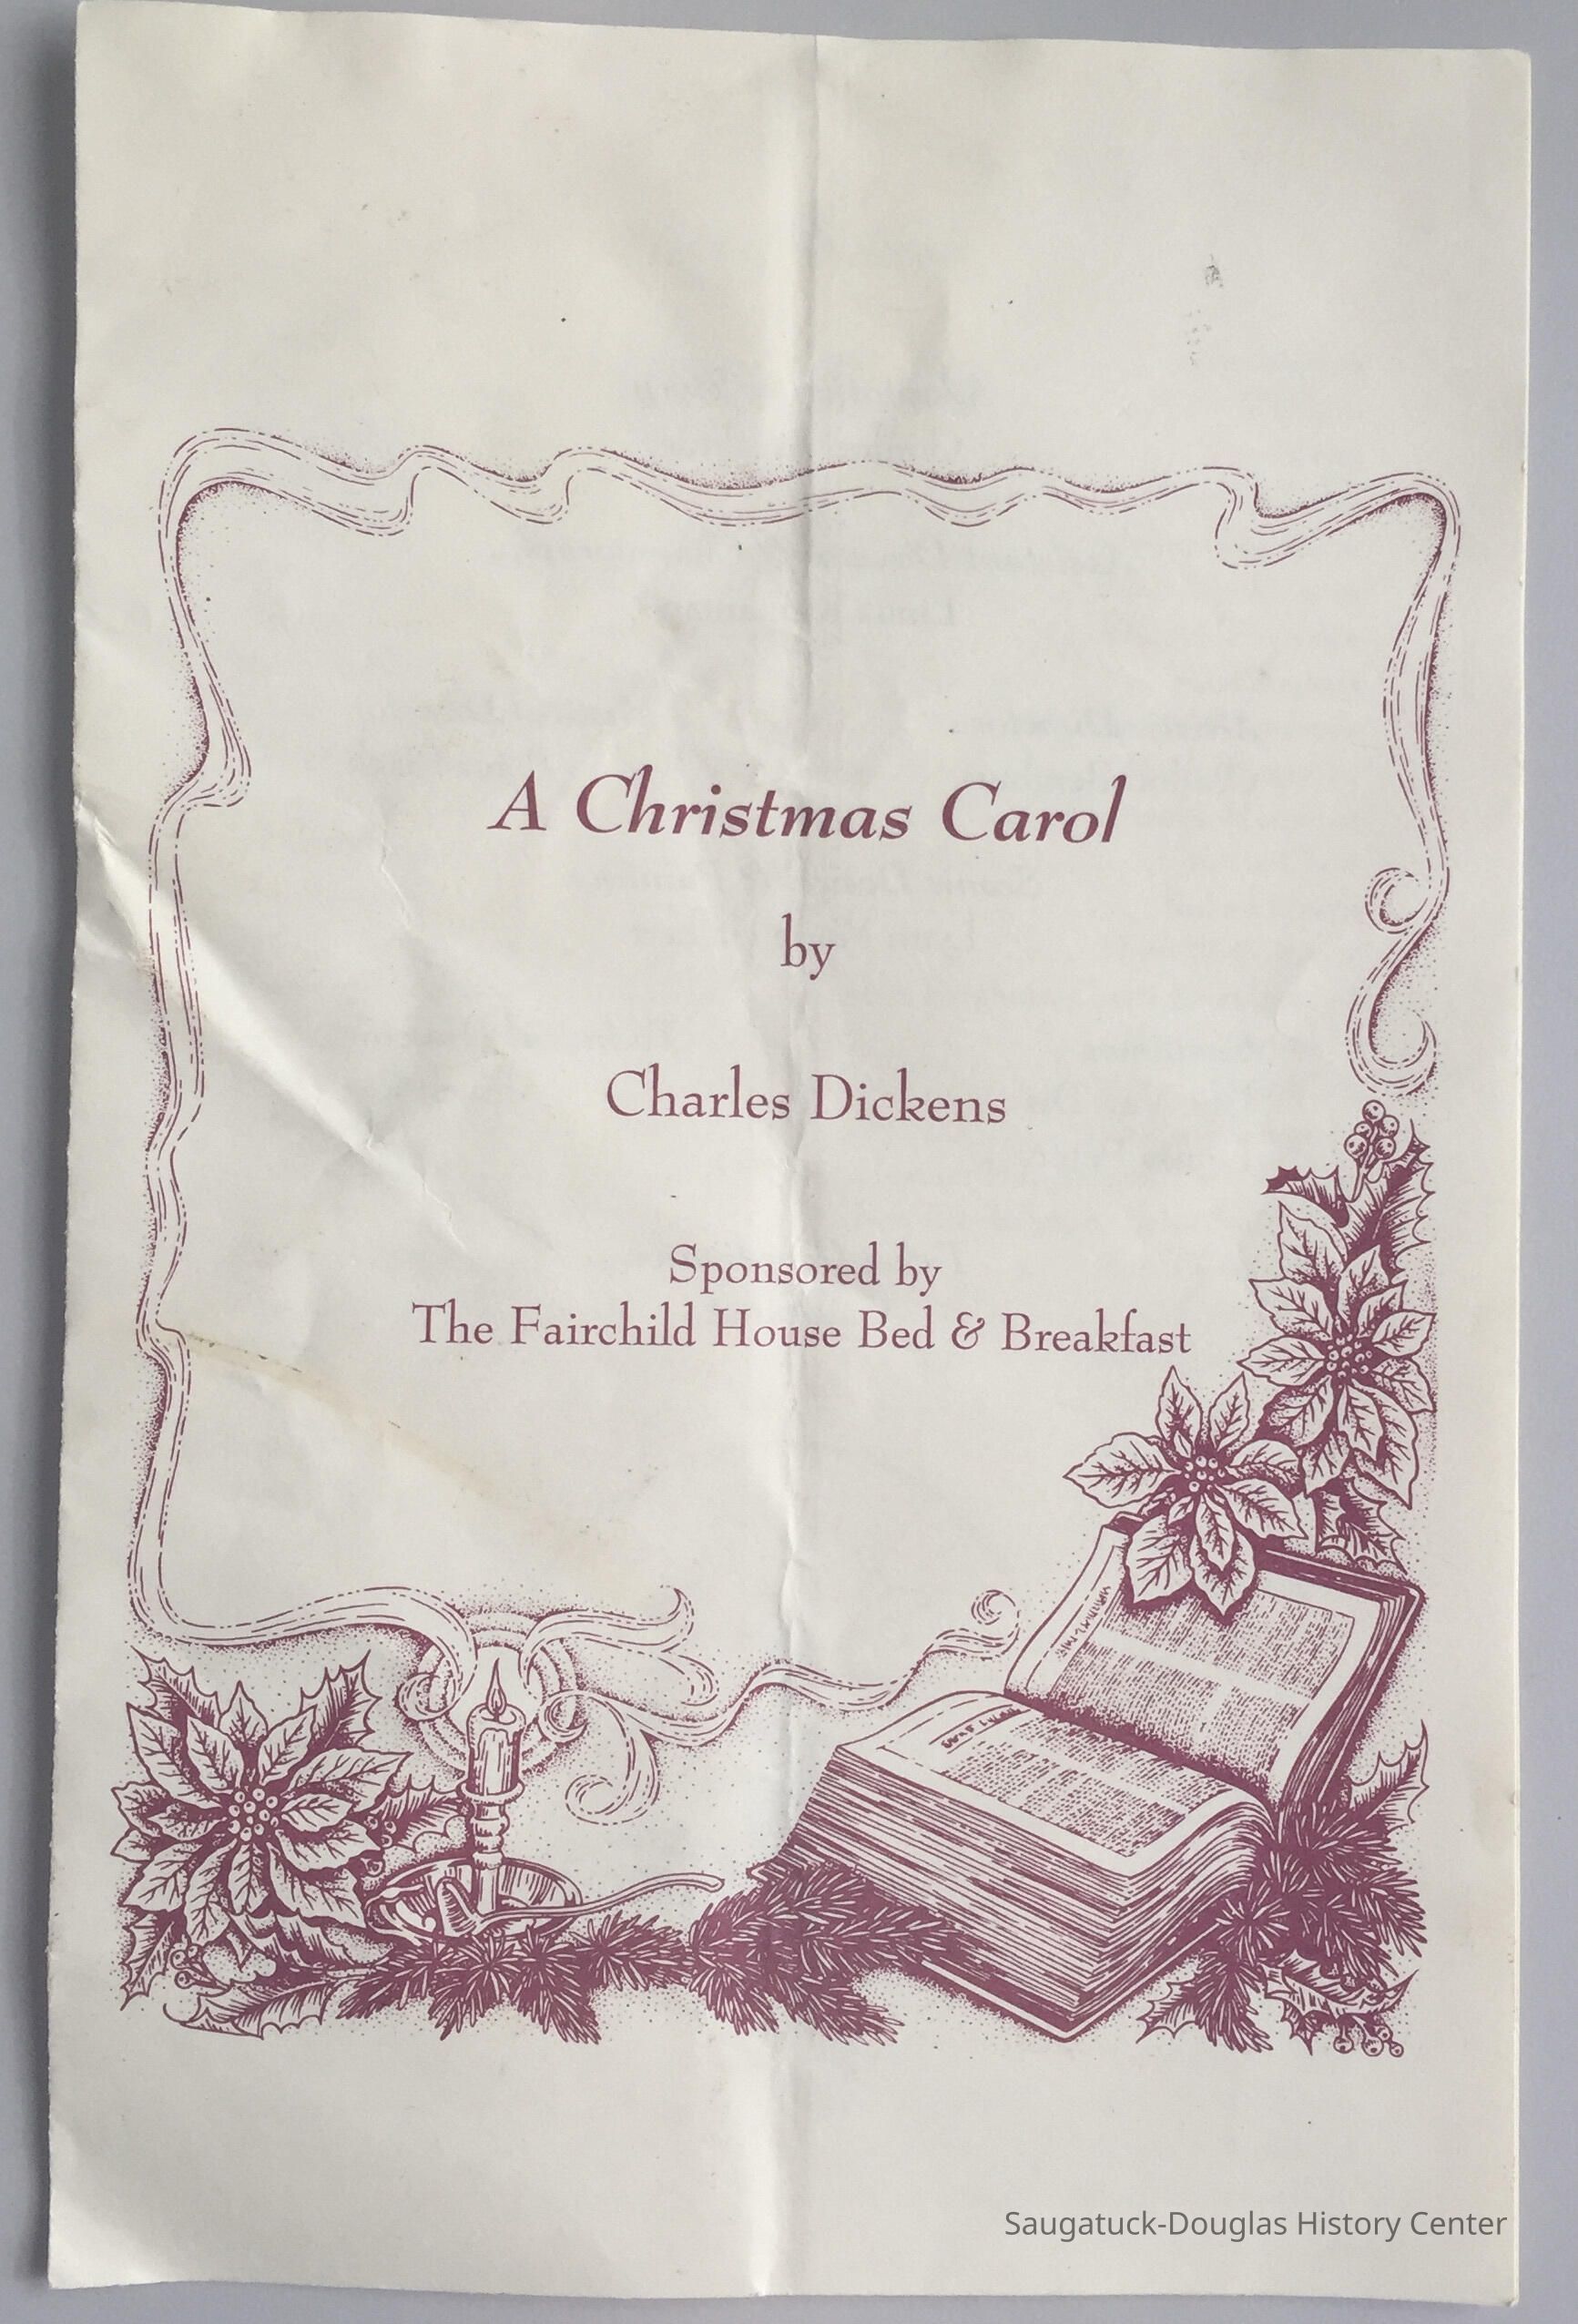 A Christmas Carol
by
Charles Dickens
Sponsored by
The Fairchild House Bed & Breakfast
Saugatuck-Douglas History Center